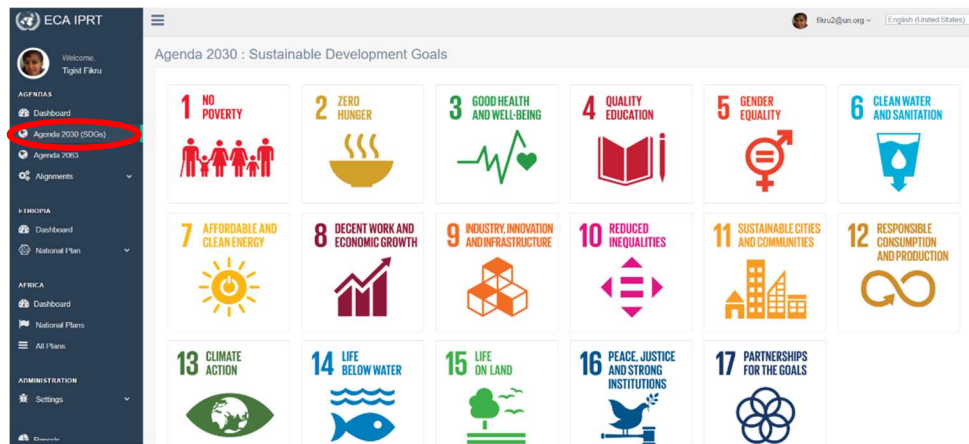 ECA IPRT
fikru2@un.org
English (United States)
Welcome,
Tigist Fikru
AGENDAS
Dashboard
Agenda 2030 (SDGs)
Agenda 2063
Alignments
ETHIOPIA
Dashboard
National Plan
AFRICA
Dashboard
National Plans
All Plans
ADMINISTRATION
Settings
Agenda 2030 : Sustainable Development Goals
1 NO
POVERTY
2 ZERO
HUNGER
3 GOOD HEALTH
AND WELL-BEING
4 QUALITY
EDUCATION
5 GENDER
EQUALITY
6 CLEAN WATER
AND SANITATION
7 AFFORDABLE AND
CLEAN ENERGY
8 DECENT WORK AND
ECONOMIC GROWTH
9 INDUSTRY, INNOVATION
AND INFRASTRUCTURE
10 REDUCED
INEQUALITIES
11 SUSTAINABLE CITIES
AND COMMUNITIES
12 RESPONSIBLE
CONSUMPTION
AND PRODUCTION
13 CLIMATE
ACTION
14 LIFE
BELOW WATER
15 LIFE
ON LAND
16 PEACE, JUSTICE
AND STRONG
INSTITUTIONS
17 PARTNERSHIPS
FOR THE GOALS